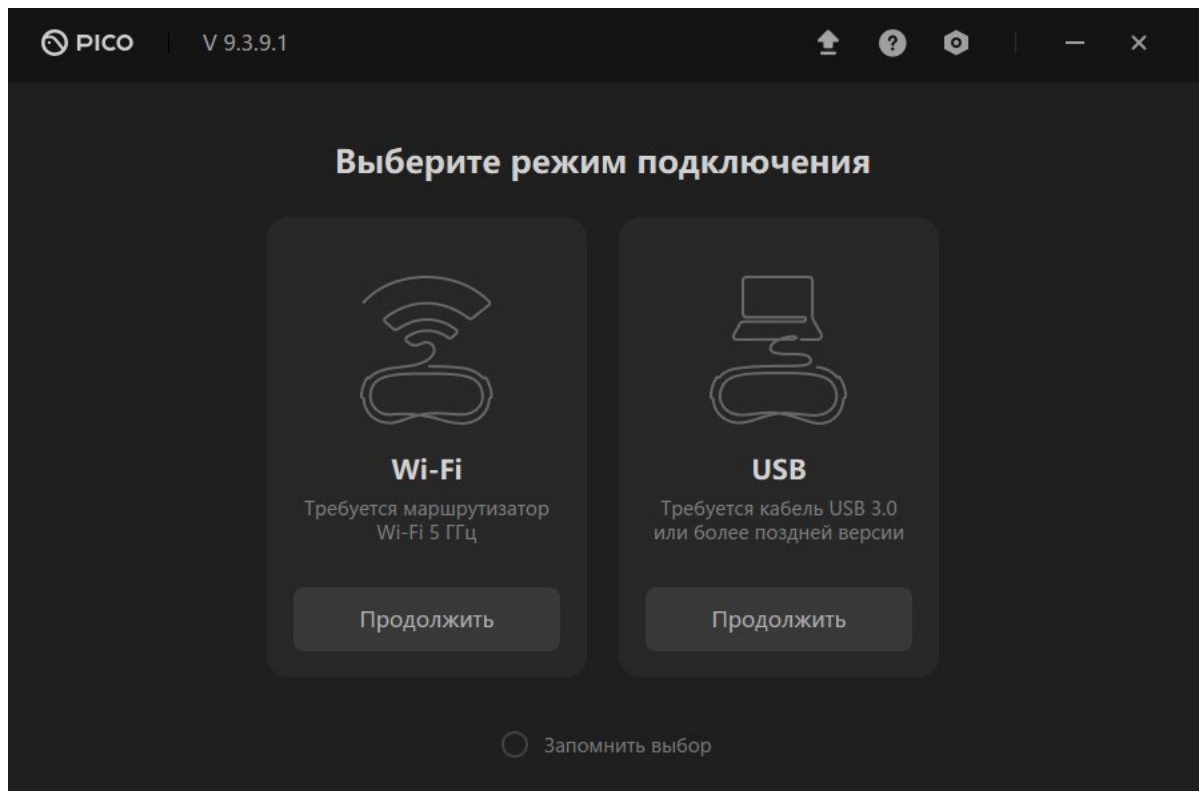 PICO V 9.3.9.1
Выберите режим подключения
Wi-Fi
Требуется маршрутизатор
Wi-Fi 5 ГГц
Продолжить
USB
Требуется кабель USB 3.0
или более поздней версии
Продолжить
Запомнить выбор